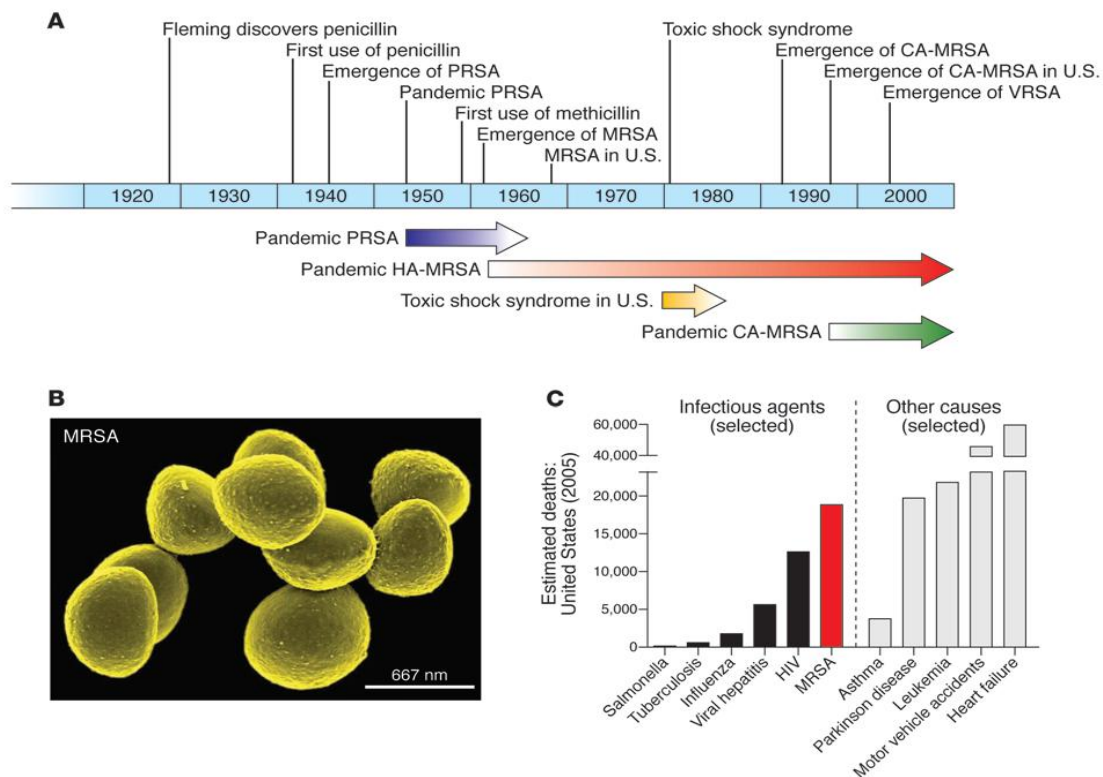 A
Fleming discovers penicillin
First use of penicillin
Emergence of PRSA
Pandemic PRSA
First use of methicillin
Emergence of MRSA
MRSA in U.S.
Toxic shock syndrome
Emergence of CA-MRSA
Emergence of CA-MRSA in U.S.
Emergence of VRSA
1920 1930 1940 1950 1960 1970 1980 1990 2000
Pandemic PRSA
Pandemic HA-MRSA
Toxic shock syndrome in U.S.
Pandemic CA-MRSA
B
MRSA
667 nm
C
Infectious agents
(selected)
Other causes
(selected)
Estimated deaths:
United States (2005)
60,000
40,000
20,000
15,000
10,000
5,000
0
Salmonella
Tuberculosis
Influenza
Viral hepatitis
HIV
MRSA
Asthma
Parkinson disease
Leukemia
Motor vehicle accidents
Heart failure